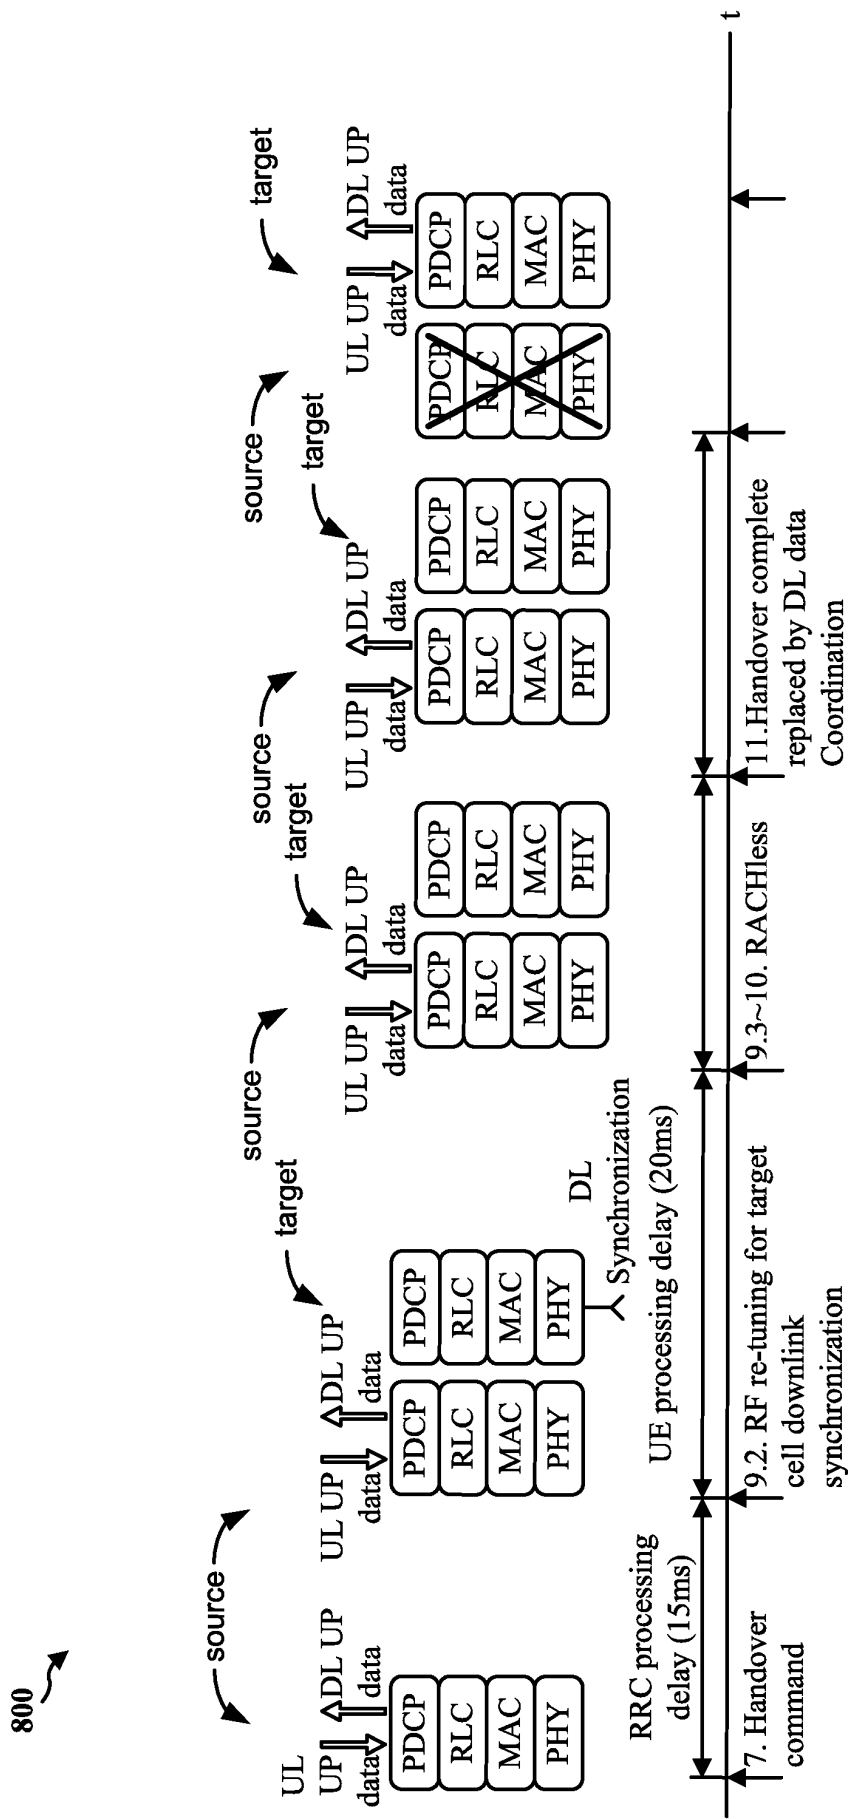 800
source
UL
UP
data
DL UP
data
PDCP
RLC
MAC
PHY
UL UP
data
DL UP
data
PDCP
RLC
MAC
PHY
target
PDCP
RLC
MAC
PHY
DL
Synchronization
source
UL UP
data
DL UP
data
PDCP
RLC
MAC
PHY
target
PDCP
RLC
MAC
PHY
source
UL UP
data
DL UP
data
PDCP
RLC
MAC
PHY
target
PDCP
RLC
MAC
PHY
source
PDCP
RLC
MAC
PHY
target
UL UP
data
DL UP
data
PDCP
RLC
MAC
PHY
RRC processing
delay (15ms)
UE processing delay (20ms)
t
7. Handover
command
9.2. RF re-tuning for target
cell downlink
synchronization
9.3~10. RACHless
11.Handover complete
replaced by DL data
Coordination